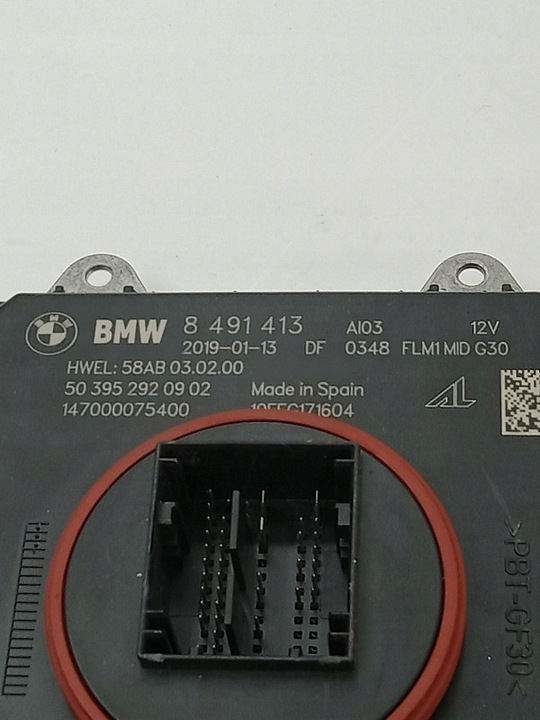 BMW 8 491 413 AI03 12V
2019-01-13 DF 0348 FLM1 MID G30
HWEL: 58AB 03.02.00
50 395 292 09 02 Made in Spain
147000075400
AL
>PBT-GF30<